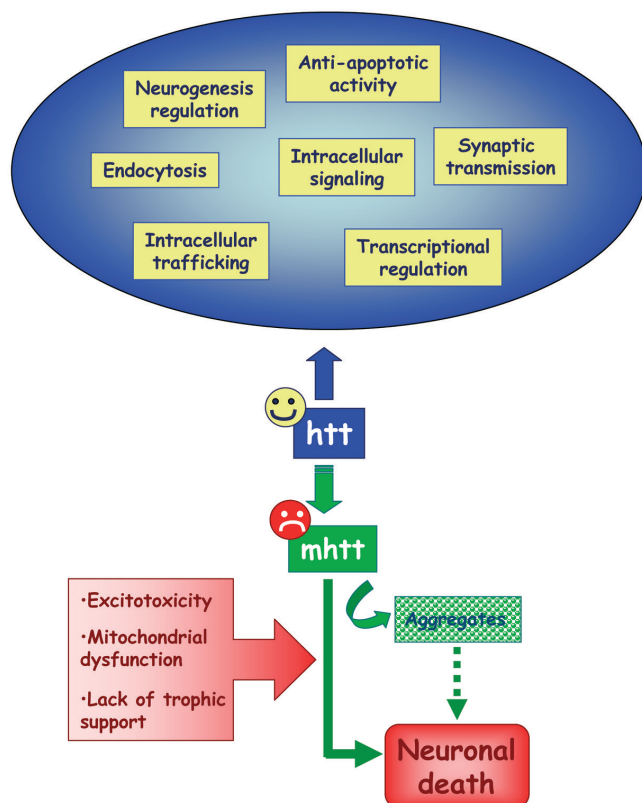 Anti-apoptotic
activity
Neurogenesis
regulation
Synaptic
transmission
Intracellular
signaling
Endocytosis
Intracellular
trafficking
Transcriptional
regulation
htt
mhtt
•Excitotoxicity
•Mitochondrial
dysfunction
•Lack of trophic
support
Aggregates
Neuronal
death